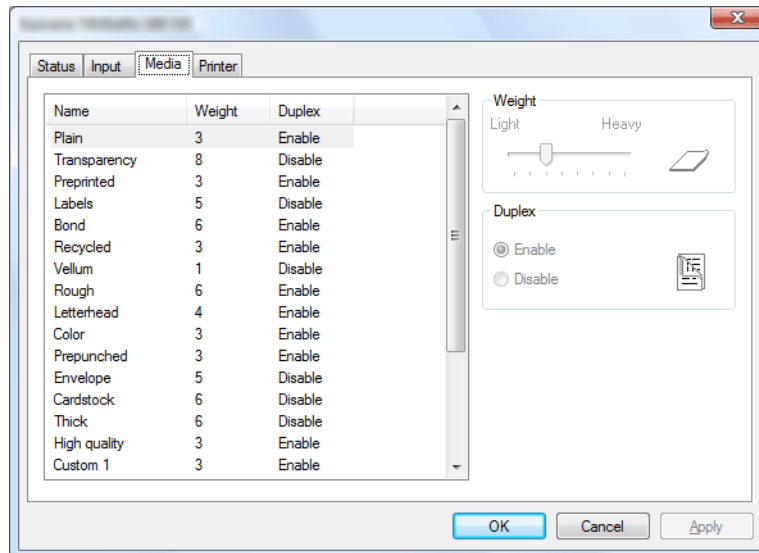 Status Input Media Printer
Name Weight Duplex
Plain 3 Enable
Transparency 8 Disable
Preprinted 3 Enable
Labels 5 Disable
Bond 6 Enable
Recycled 3 Enable
Vellum 1 Disable
Rough 6 Enable
Letterhead 4 Enable
Color 3 Enable
Prepunched 3 Enable
Envelope 5 Disable
Cardstock 6 Disable
Thick 6 Disable
High quality 3 Enable
Custom 1 3 Enable
Weight
Light Heavy
Duplex
Enable
Disable
OK Cancel Apply